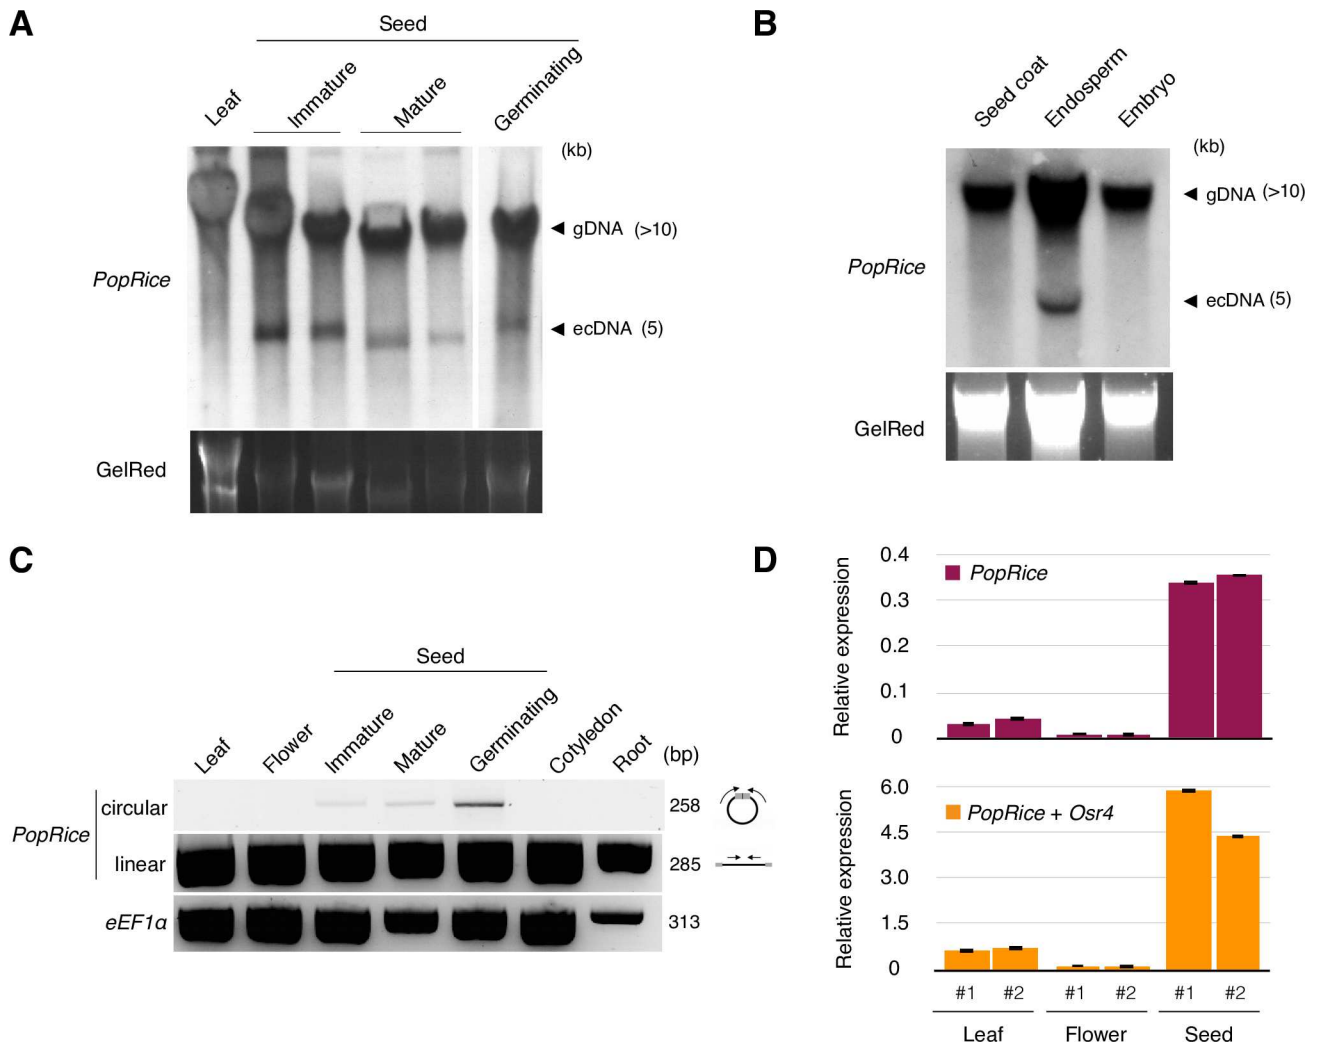 A
Seed
Leaf
Immature
Mature
Germinating
(kb)
gDNA (>10)
PopRice
ecDNA (5)
GelRed
B
Seed coat
Endosperm
Embryo
(kb)
gDNA (>10)
PopRice
ecDNA (5)
GelRed
C
Seed
Leaf
Flower
Immature
Mature
Germinating
Cotyledon
Root
(bp)
circular
258
PopRice
linear
285
eEF1α
313
D
Relative expression
0.4
0.3
0.2
0.1
0
PopRice
Relative expression
6.0
4.5
3.0
1.5
0
PopRice + Osr4
#1 #2 #1 #2 #1 #2
Leaf Flower Seed